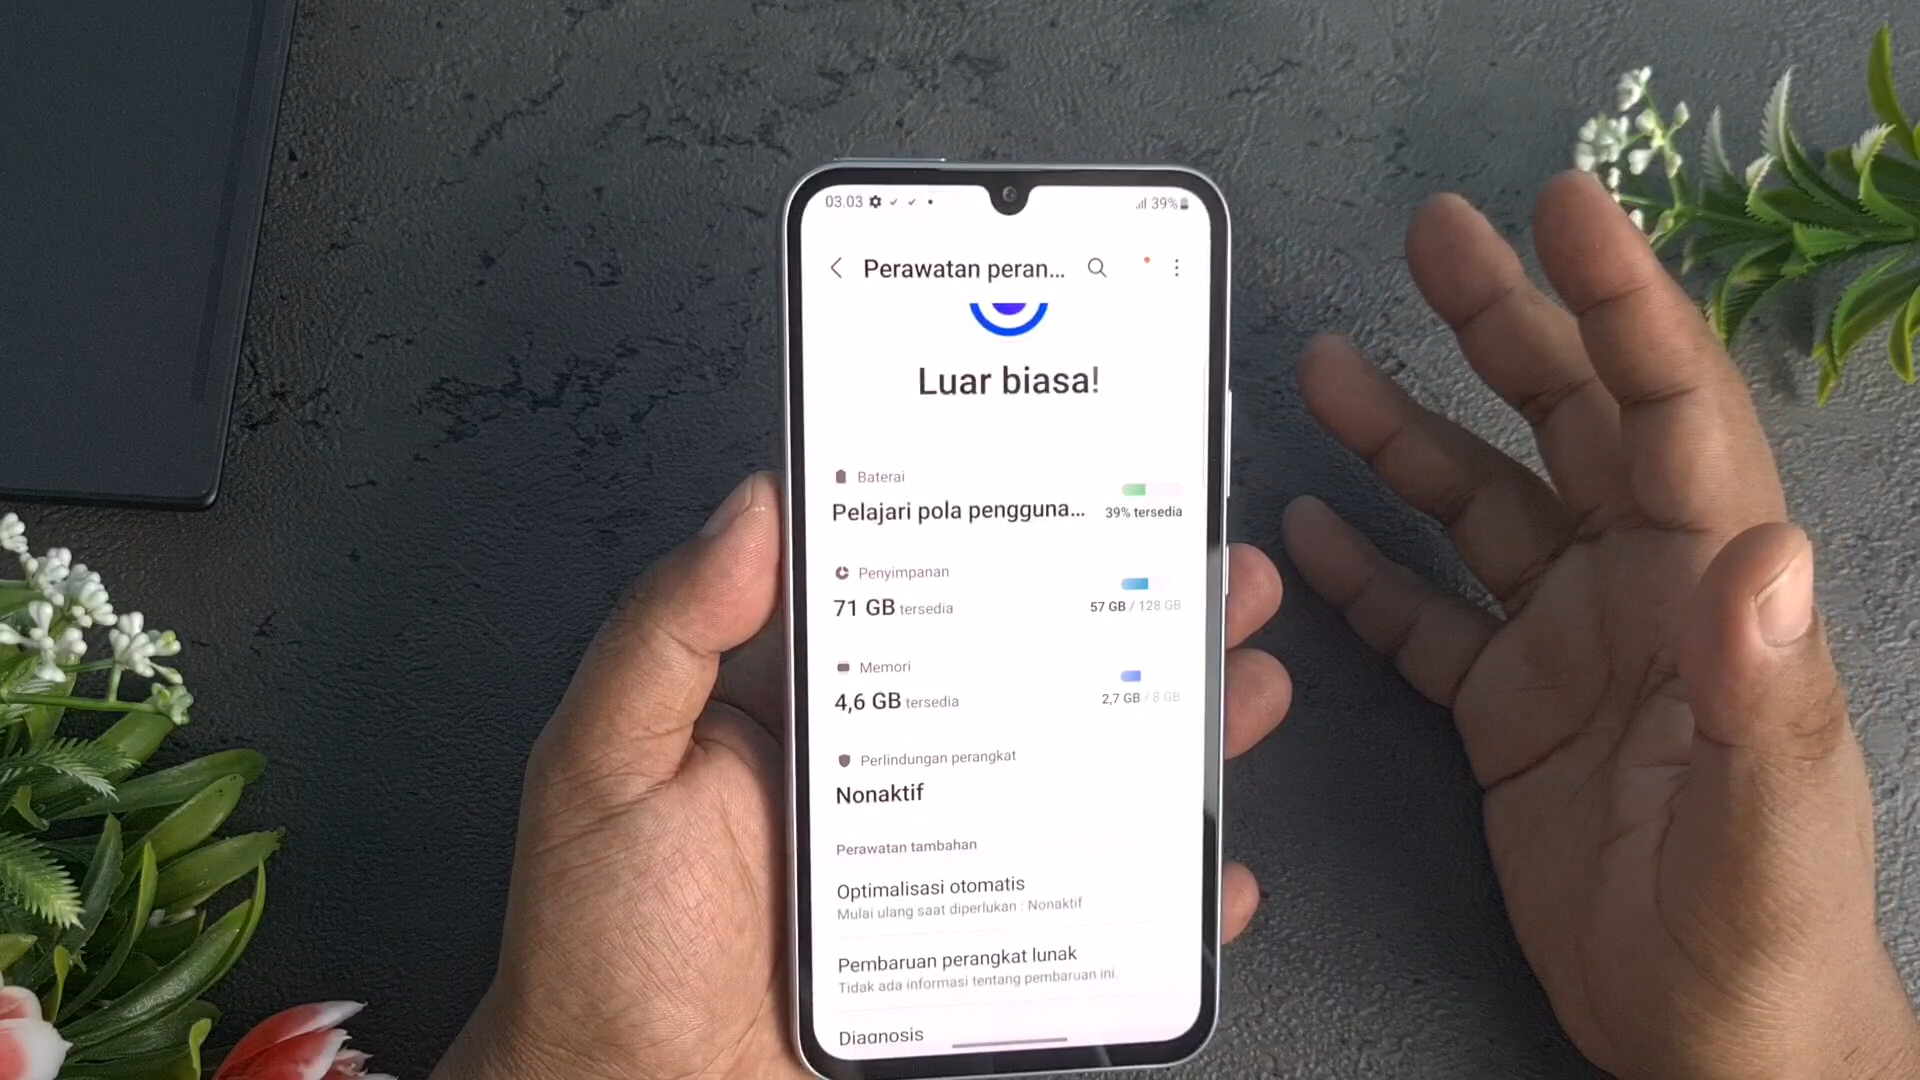 03.03 39%
Perawatan peran...
Luar biasa!
Baterai
Pelajari pola pengguna... 39% tersedia
Penyimpanan
71 GB tersedia 57 GB / 128 GB
Memori
4,6 GB tersedia 2,7 GB / 8 GB
Perlindungan perangkat
Nonaktif
Perawatan tambahan
Optimalisasi otomatis
Mulai ulang saat diperlukan : Nonaktif
Pembaruan perangkat lunak
Tidak ada informasi tentang pembaruan ini.
Diagnosis